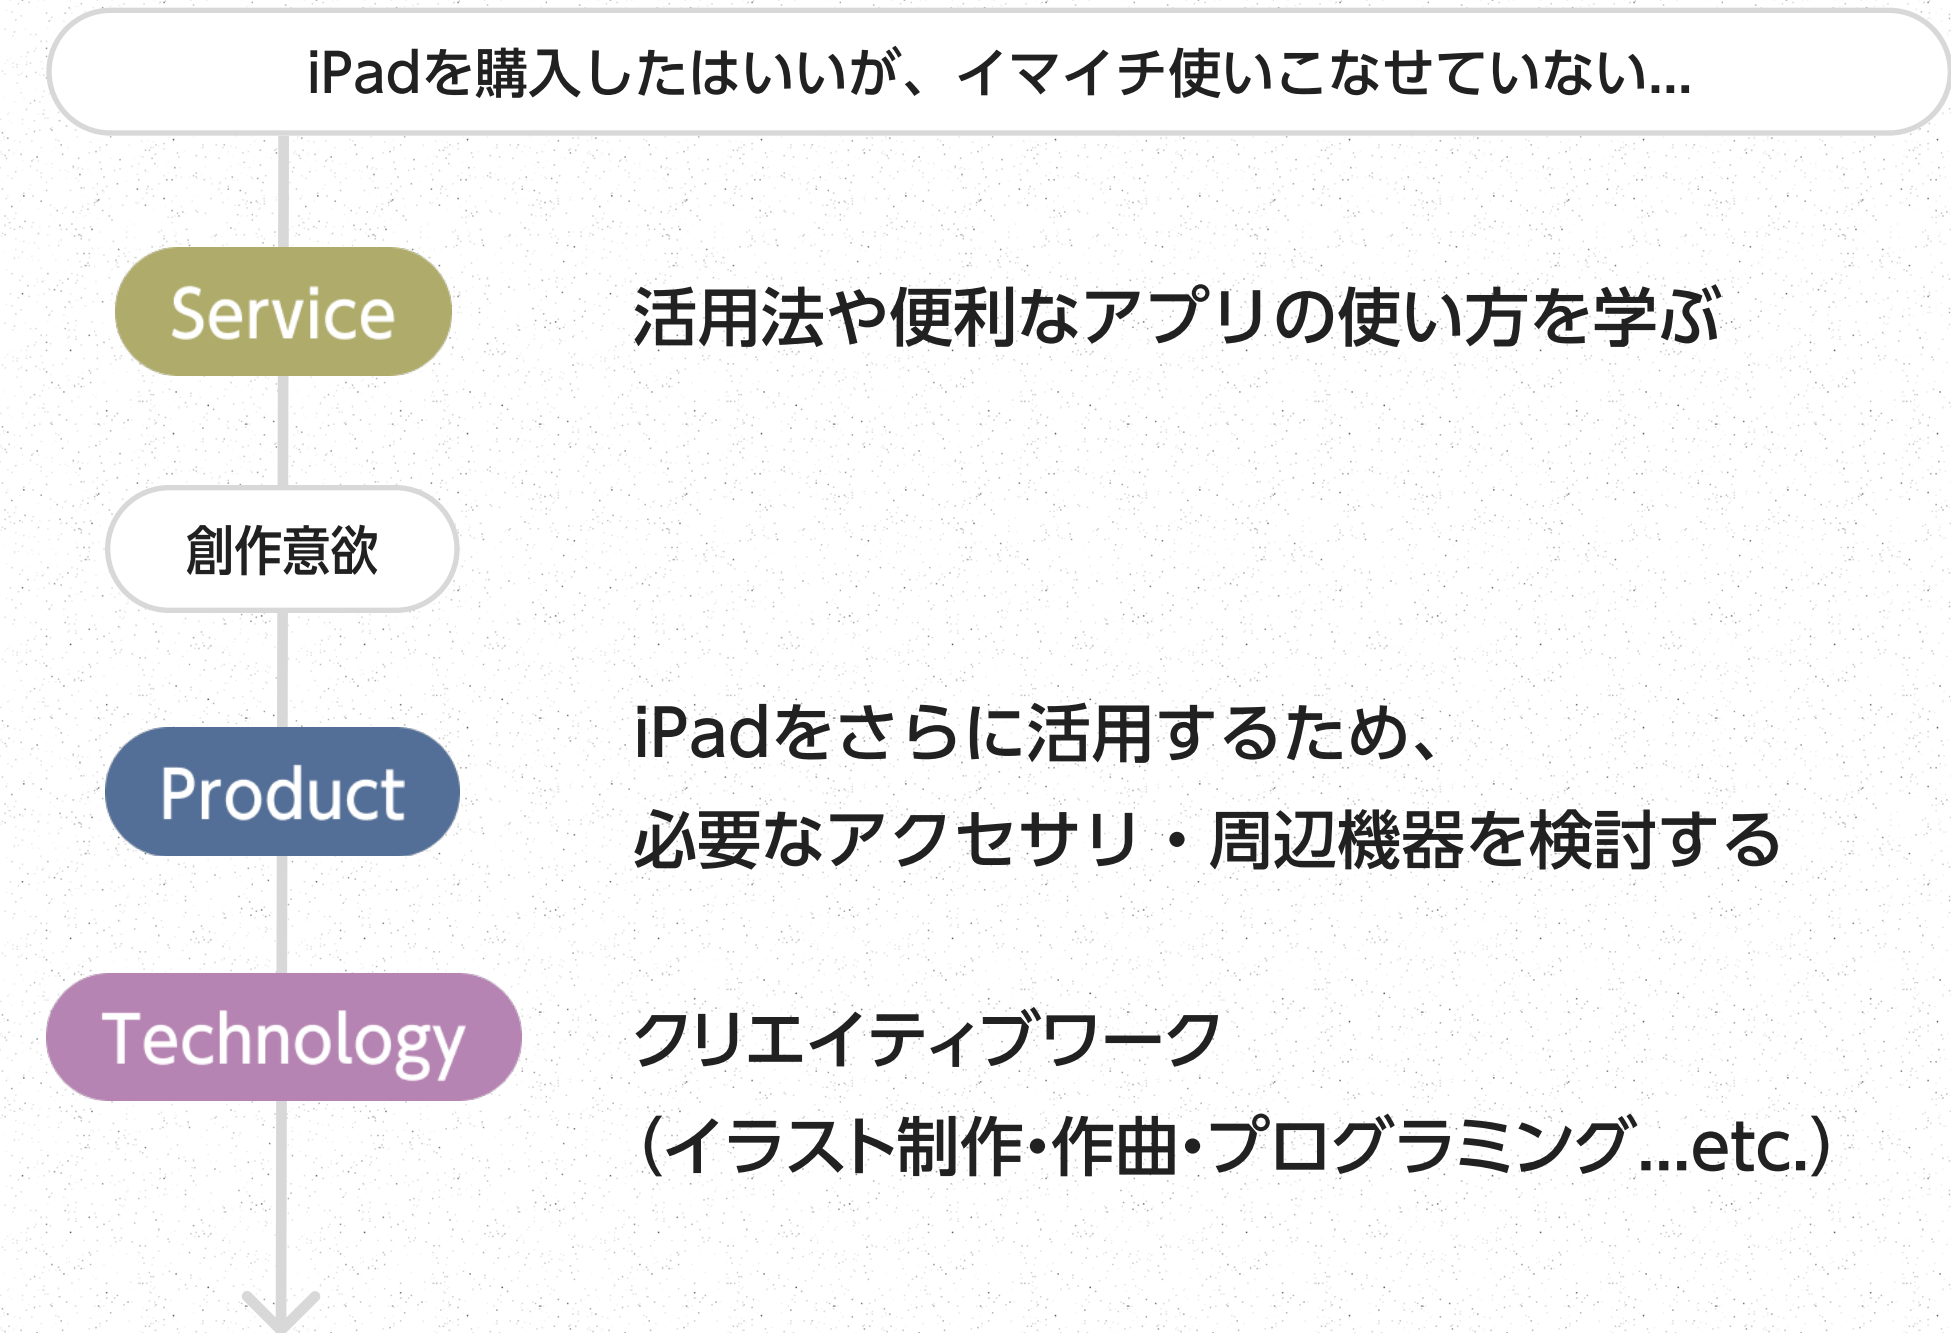 iPadを購入したはいいが、イマイチ使いこなせていない...
Service
活用法や便利なアプリの使い方を学ぶ
創作意欲
iPadをさらに活用するため、
Product
必要なアクセサリ・周辺機器を検討する
Technology
クリエイティブワーク
（イラスト制作・作曲・プログラミング...etc.）